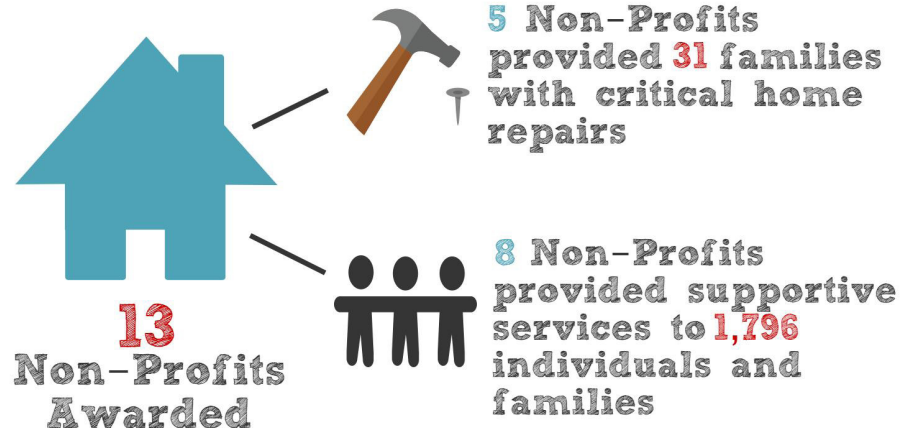 5 Non-Profits
provided 31 families
with critical home
repairs
8 Non-Profits
provided supportive
services to 1,796
individuals and
families
13
Non-Profits
Awarded